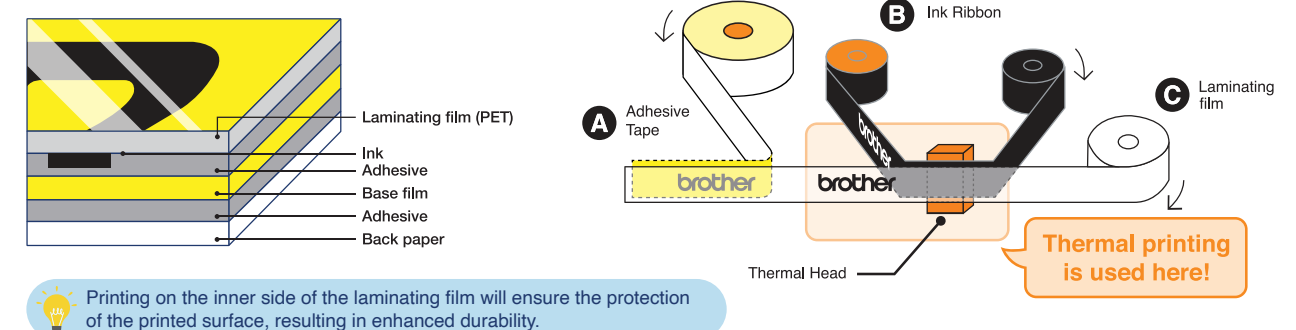 Laminating film (PET)
Ink
Adhesive
Base film
Adhesive
Back paper
Printing on the inner side of the laminating film will ensure the protection
of the printed surface, resulting in enhanced durability.
A
Adhesive
Tape
B
Ink Ribbon
C
Laminating
film
brother
brother
brother
Thermal Head
Thermal printing
is used here!